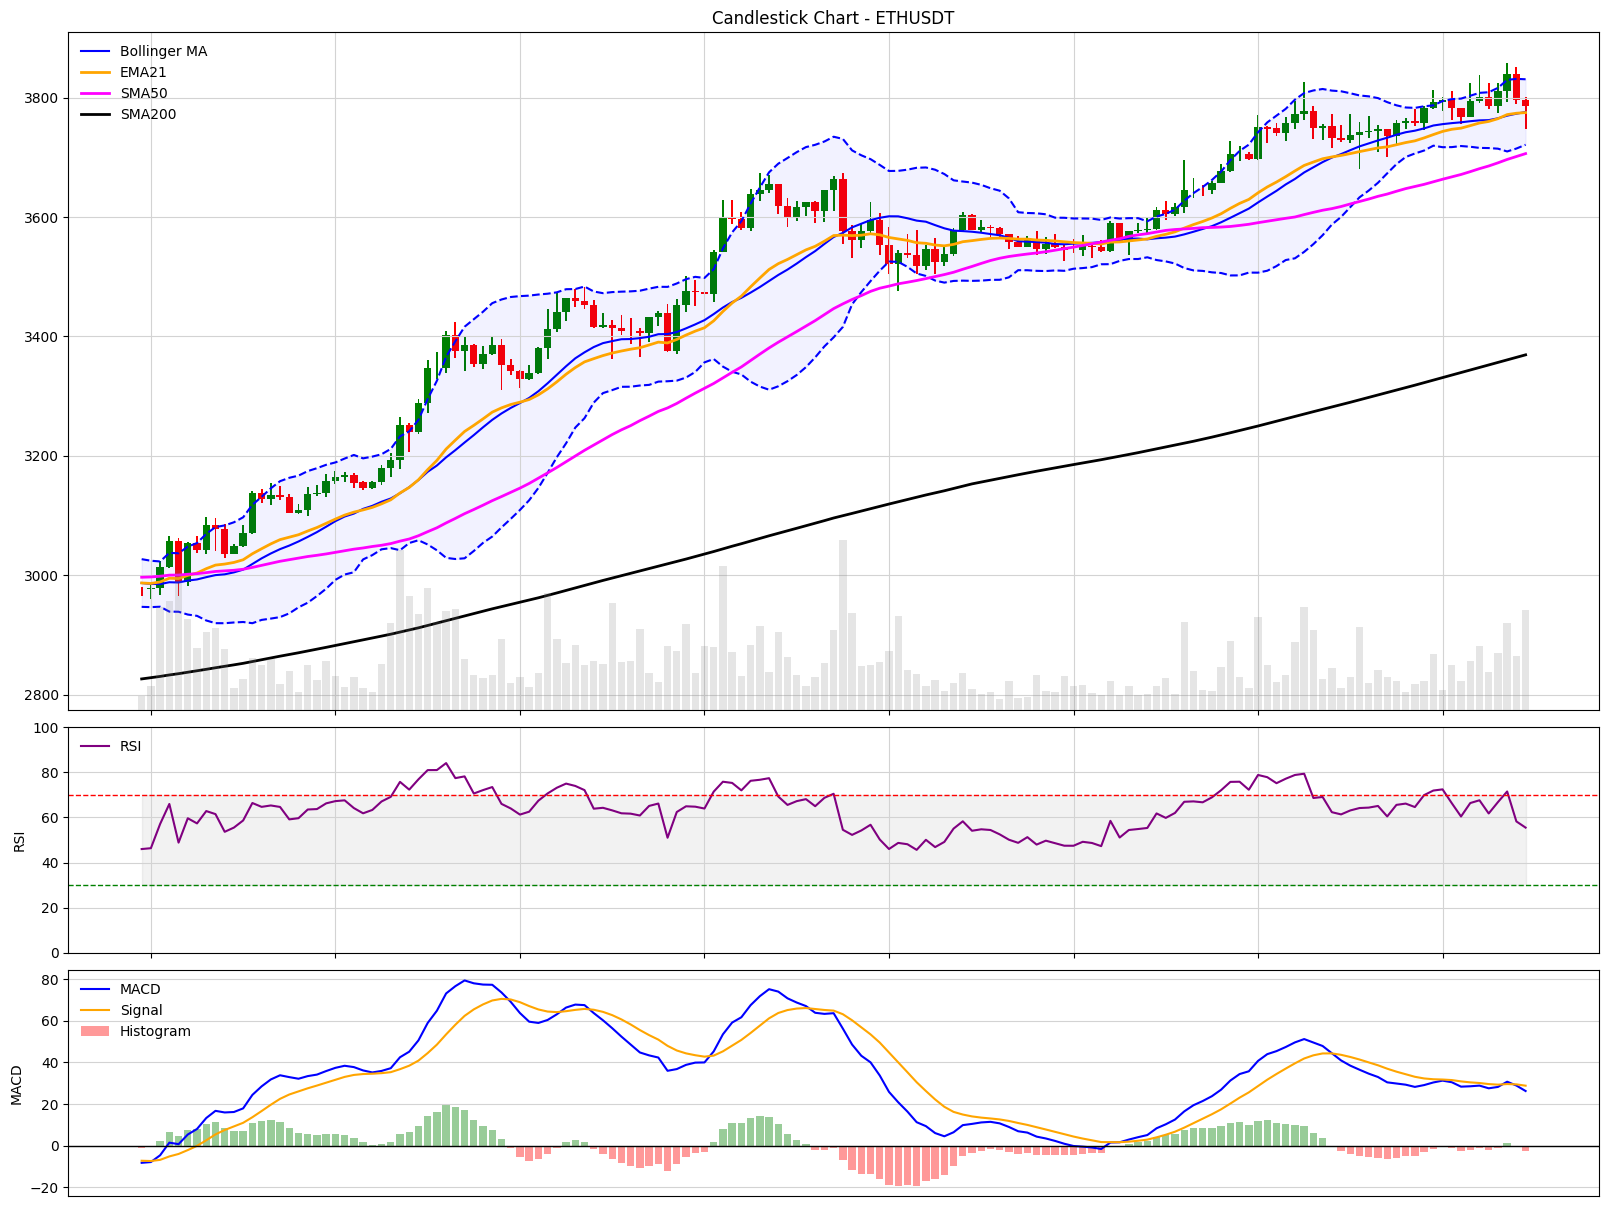 Candlestick Chart - ETHUSDT
Bollinger MA
EMA21
SMA50
SMA200
3800
3600
3400
3200
3000
2800
RSI
100
80
60
40
20
0
RSI
MACD
Signal
Histogram
80
60
40
20
0
−20
MACD